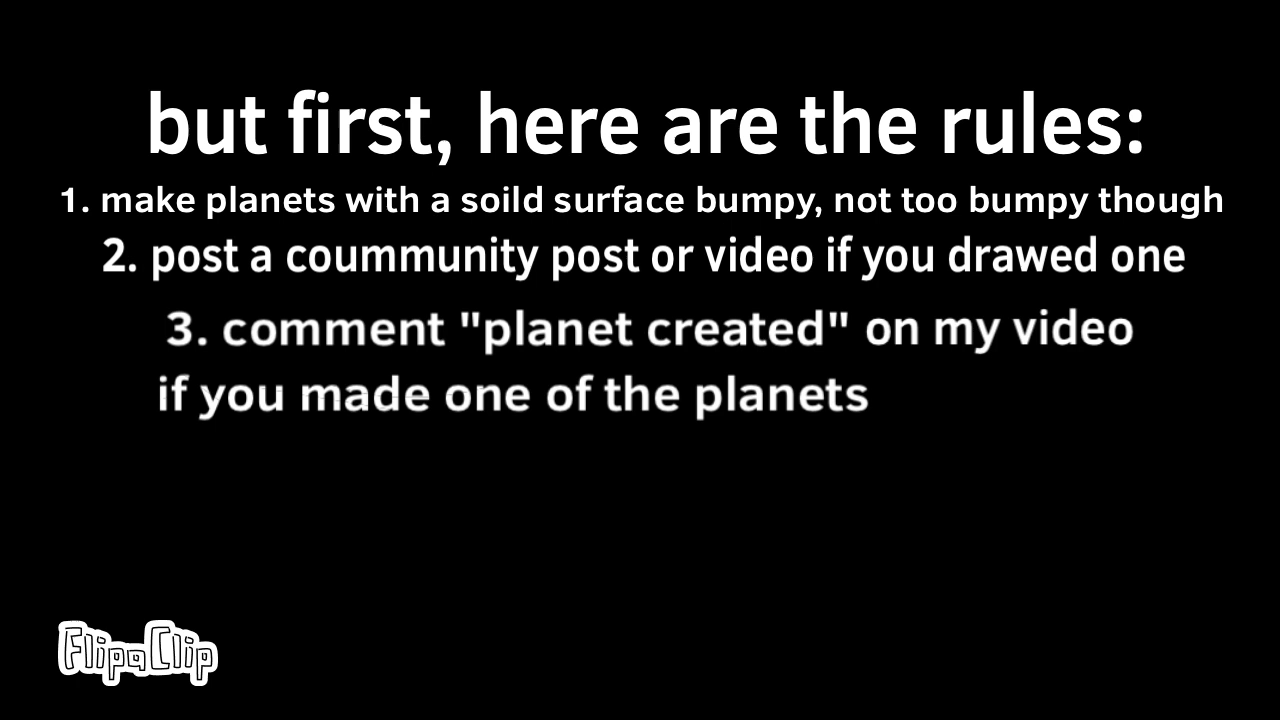 but first, here are the rules:
1. make planets with a soild surface bumpy, not too bumpy though
2. post a coummunity post or video if you drawed one
3. comment "planet created" on my video
if you made one of the planets
FlipaClip